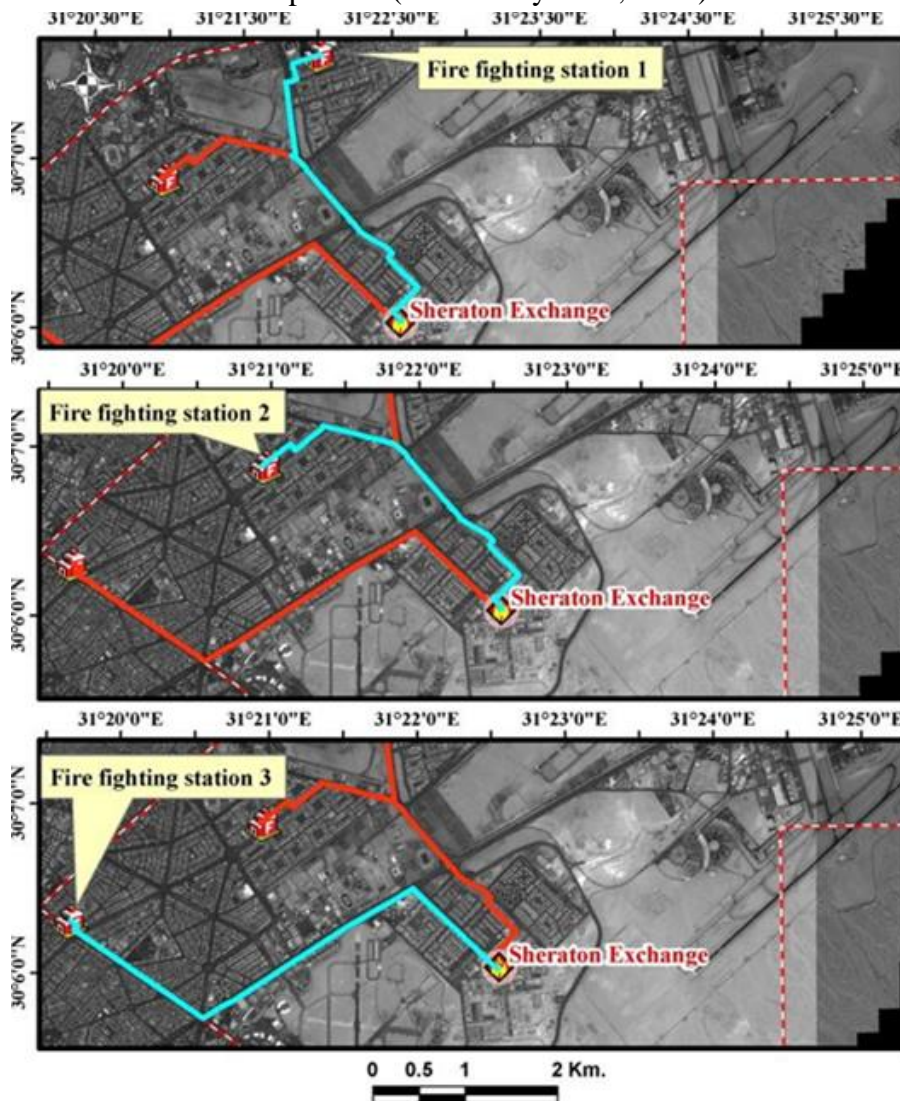 31°20'30"E 31°21'30"E 31°22'30"E 31°23'30"E 31°24'30"E 31°25'30"E
N
W E
Fire fighting station 1
30°7'0"N
30°6'0"N
Sheraton Exchange
31°20'0"E 31°21'0"E 31°22'0"E 31°23'0"E 31°24'0"E 31°25'0"E
Fire fighting station 2
30°7'0"N
30°6'0"N
Sheraton Exchange
31°20'0"E 31°21'0"E 31°22'0"E 31°23'0"E 31°24'0"E 31°25'0"E
Fire fighting station 3
30°7'0"N
30°6'0"N
Sheraton Exchange
0 0.5 1 2 Km.